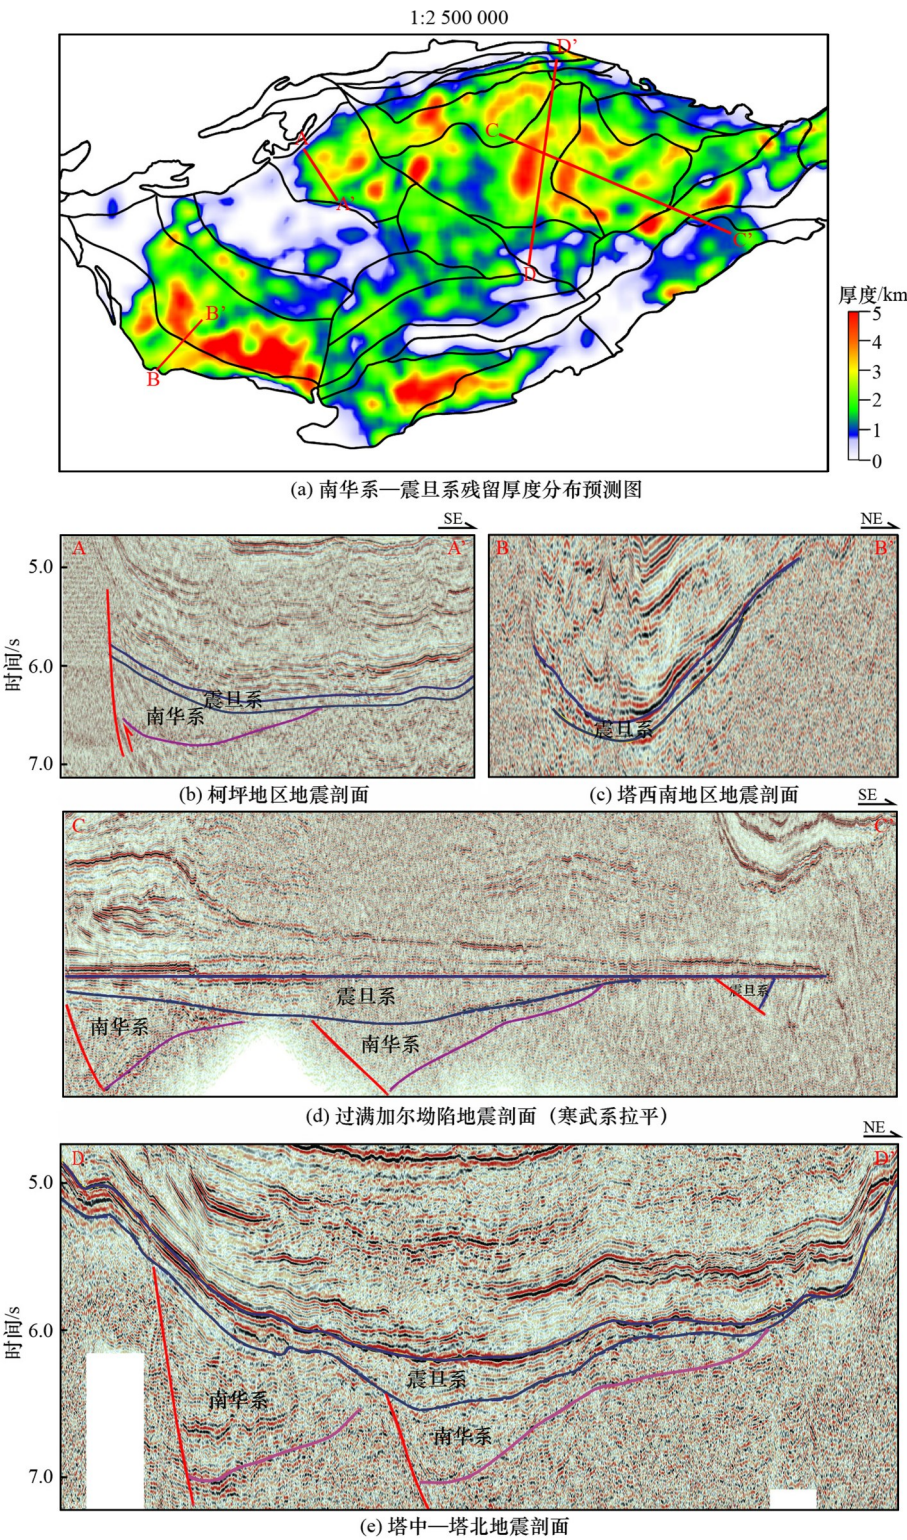 1:2 500 000
D’
C
A
A’
C’
D
B’
B
厚度/km
5
4
3
2
1
0
(a) 南华系—震旦系残留厚度分布预测图
SE
NE
A
A’
B
B’
5.0
6.0
7.0
时间/s
震旦系
南华系
震旦系
(b) 柯坪地区地震剖面
(c) 塔西南地区地震剖面
SE
C
C’
震旦系
震旦系
南华系
南华系
(d) 过满加尔坳陷地震剖面（寒武系拉平）
NE
D
D’
5.0
6.0
7.0
时间/s
震旦系
南华系
南华系
(e) 塔中—塔北地震剖面